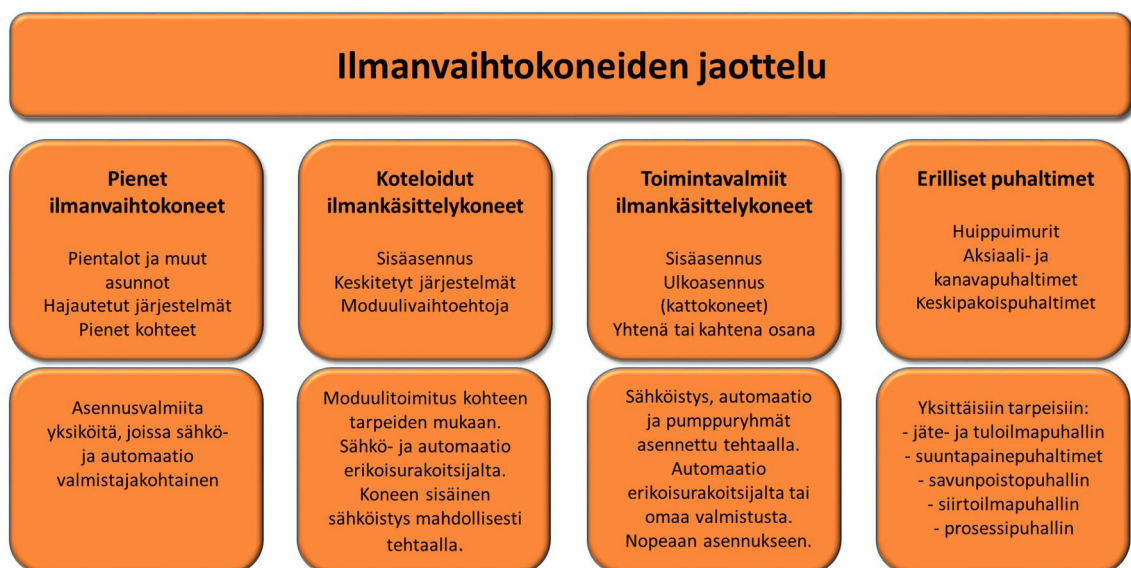 Ilmanvaihtokoneiden jaottelu
Pienet
ilmanvaihtokoneet
Pientalot ja muut
asunnot
Hajautetut järjestelmät
Pienet kohteet
Koteloidut
ilmankäsittelykoneet
Sisäasennus
Keskitetyt järjestelmät
Moduulivaihtoehtoja
Toimintavalmiit
ilmankäsittelykoneet
Sisäasennus
Ulkoasennus
(kattokoneet)
Yhtenä tai kahtena osana
Erilliset puhaltimet
Huippuimurit
Aksiaali- ja
kanavapuhaltimet
Keskipakoispuhaltimet
Asennusvalmiita
yksiköitä, joissa sähkö-
ja automaatio
valmistajakohtainen
Moduulitoimitus kohteen
tarpeiden mukaan.
Sähkö- ja automaatio
erikoisurakoitsijalta.
Koneen sisäinen
sähköistys mahdollisesti
tehtaalla.
Sähköistys, automaatio
ja pumppuryhmät
asennettu tehtaalla.
Automaatio
erikoisurakoitsijalta tai
omaa valmistusta.
Nopeaan asennukseen.
Yksittäisiin tarpeisiin:
- jäte- ja tuloilmapuhallin
- suuntapainepuhaltimet
- savunpoistopuhallin
- siirtoilmapuhallin
- prosessipuhallin